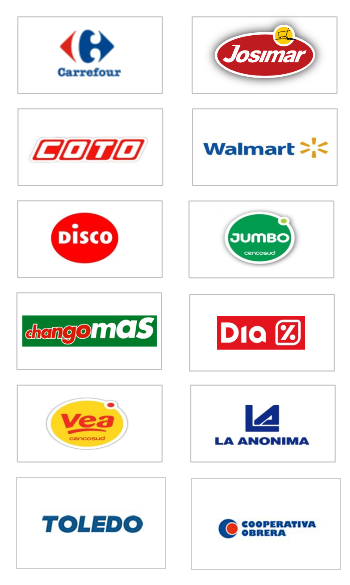 Carrefour
Josimar
COTO
Walmart
DISCO
JUMBO
cencosud
changomas
Dia %
Vea
cencosud
LA ANONIMA
TOLEDO
COOPERATIVA
OBRERA